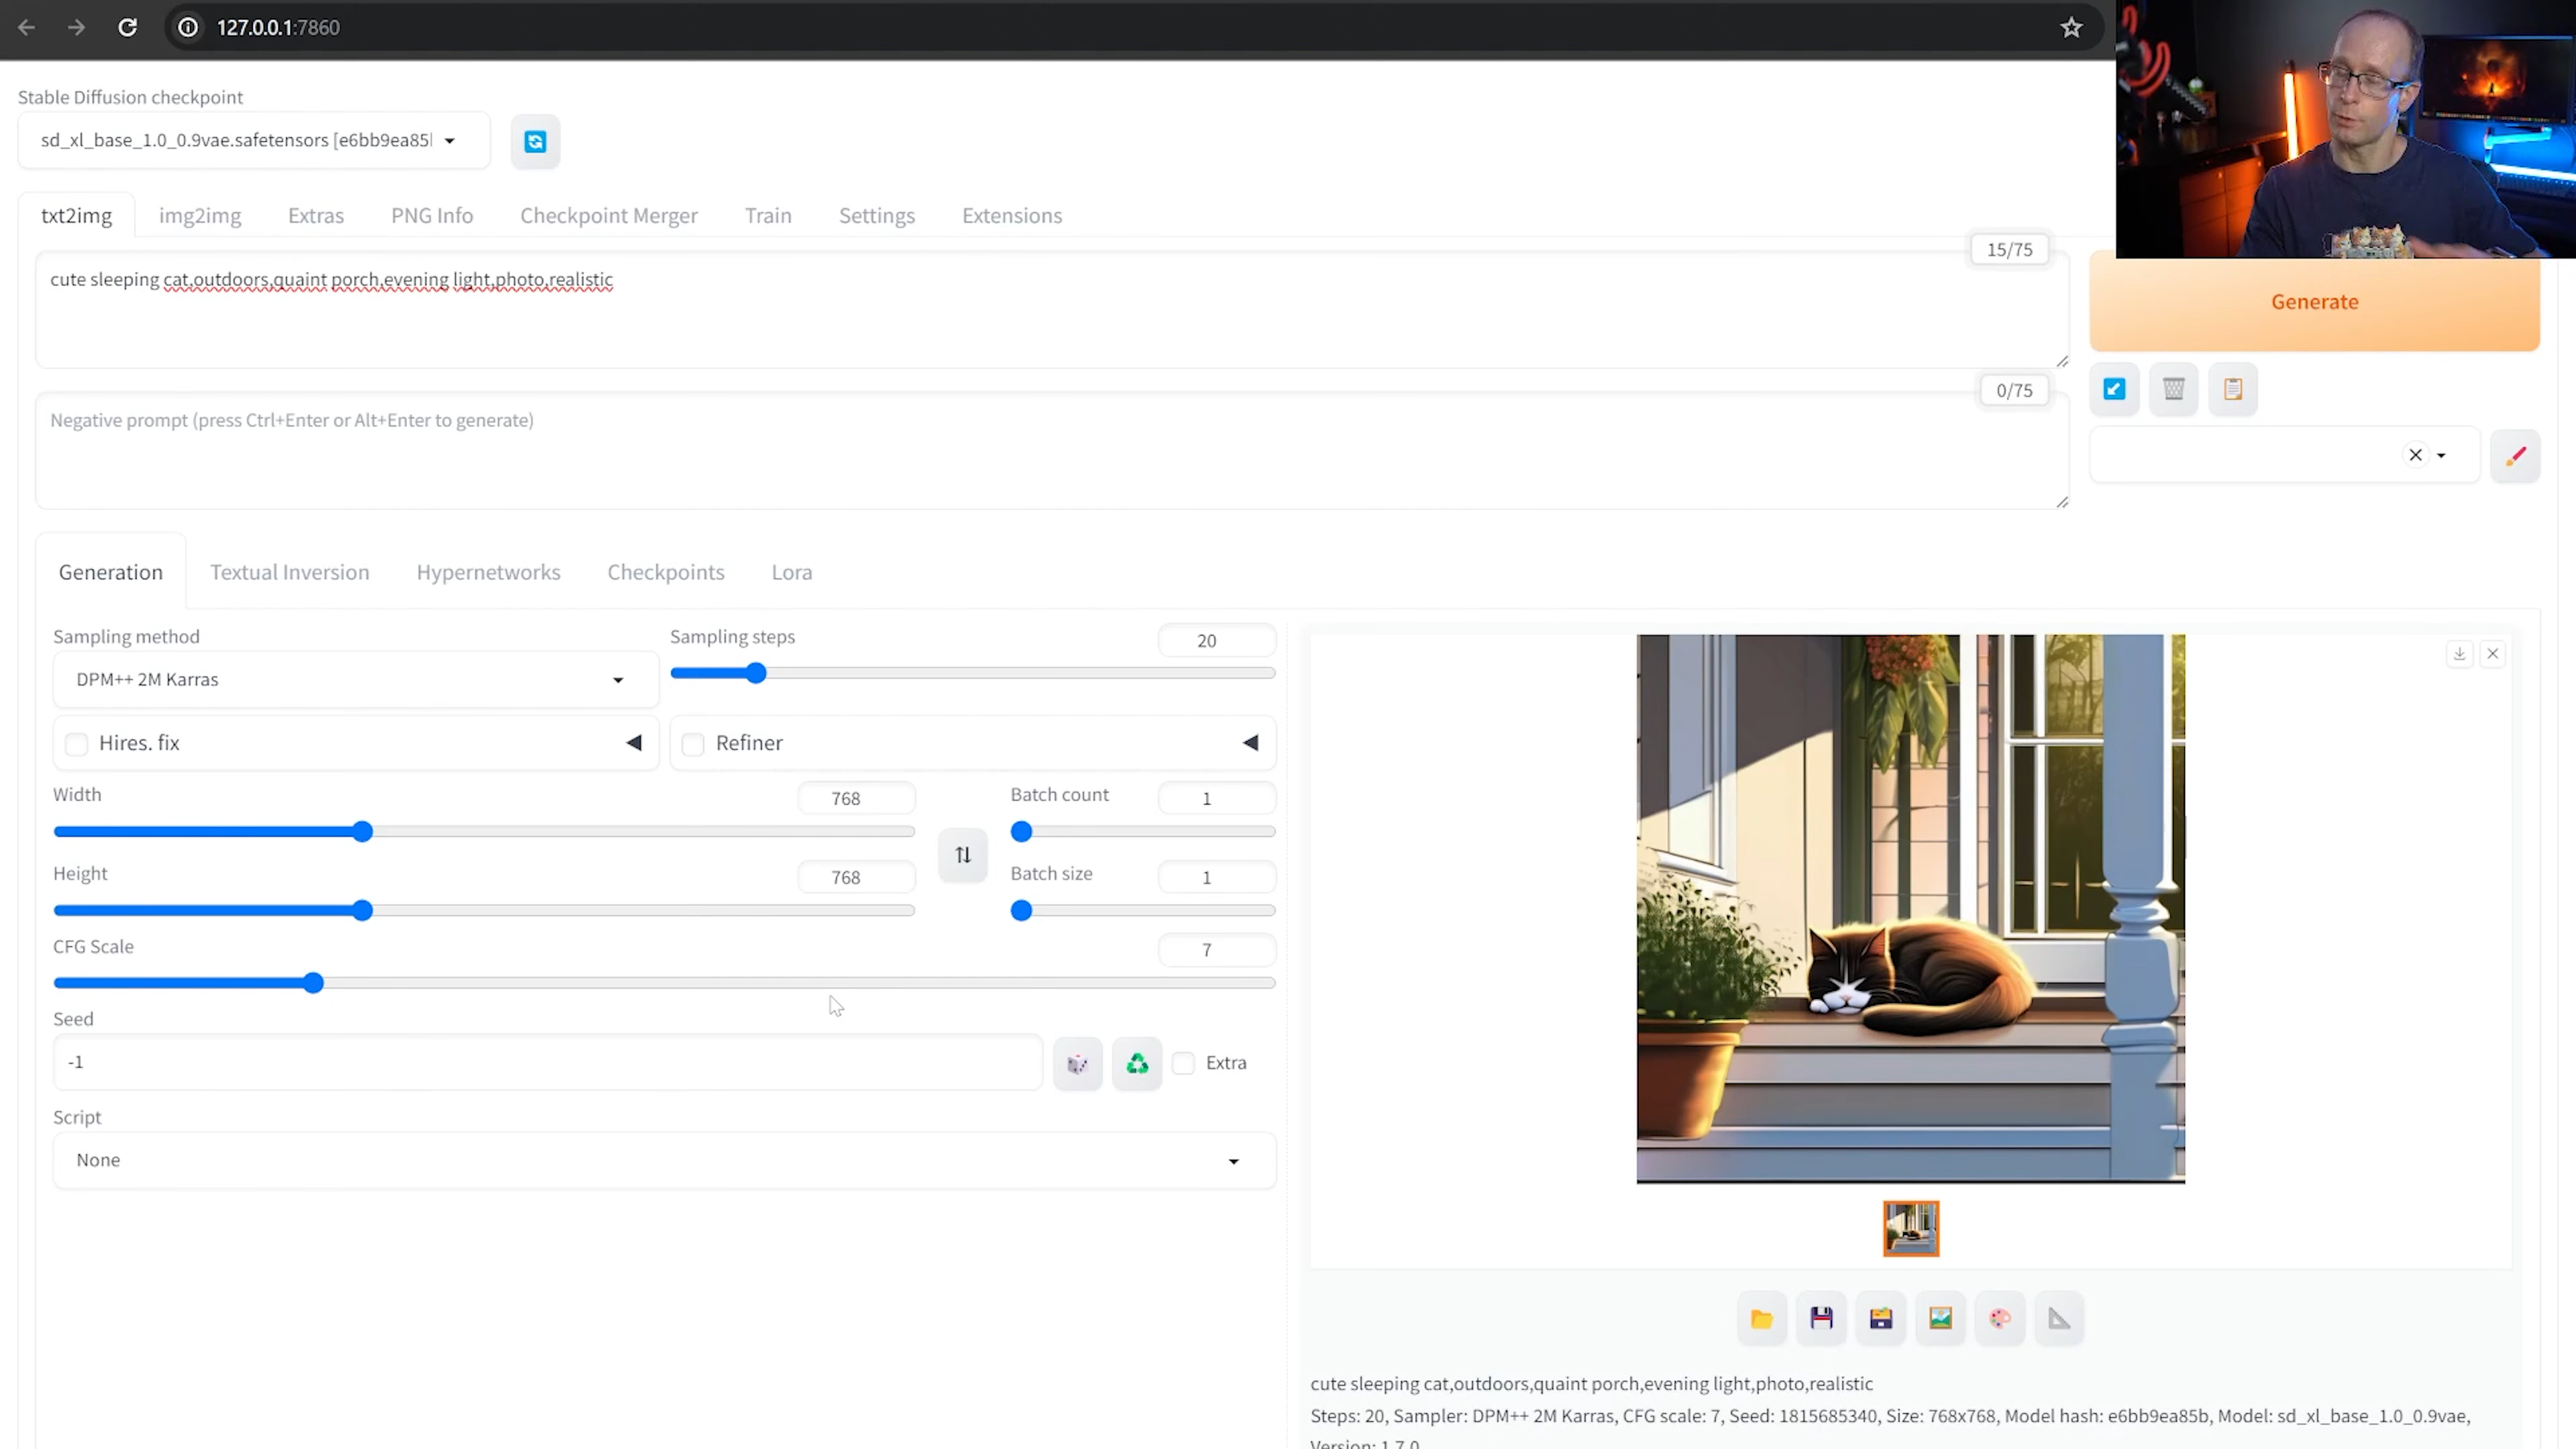 127.0.0.1:7860
Stable Diffusion checkpoint
sd_xl_base_1.0_0.9vae.safetensors [e6bb9ea85l
txt2img img2img Extras PNG Info Checkpoint Merger Train Settings Extensions
15/75
cute sleeping cat,outdoors,quaint porch,evening light,photo,realistic
Generate
0/75
Negative prompt (press Ctrl+Enter or Alt+Enter to generate)
Generation Textual Inversion Hypernetworks Checkpoints Lora
Sampling method
DPM++ 2M Karras
Sampling steps 20
Hires. fix
Refiner
Width 768
Batch count 1
Height 768
Batch size 1
CFG Scale 7
Seed
-1
Extra
Script
None
cute sleeping cat,outdoors,quaint porch,evening light,photo,realistic
Steps: 20, Sampler: DPM++ 2M Karras, CFG scale: 7, Seed: 1815685340, Size: 768x768, Model hash: e6bb9ea85b, Model: sd_xl_base_1.0_0.9vae,
Version: 1.7.0